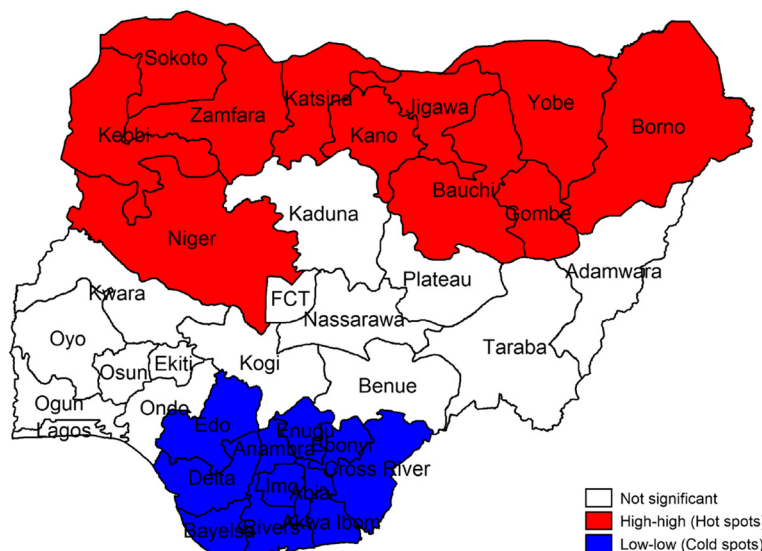 Sokoto
Katsina
Zamfara
Jigawa
Yobe
Kebbi
Kano
Borno
Bauchi
Gombe
Kaduna
Niger
Plateau
Adamwara
FCT
Kwara
Nassarawa
Oyo
Taraba
Ekiti
Kogi
Osun
Benue
Ogun
Ondo
Lagos
Edo
Enugu
Ebonyi
Anambra
Cross River
Delta
Imo
Abia
Bayelsa
Rivers
Akwa Ibom
Not significant
High-high (Hot spots)
Low-low (Cold spots)